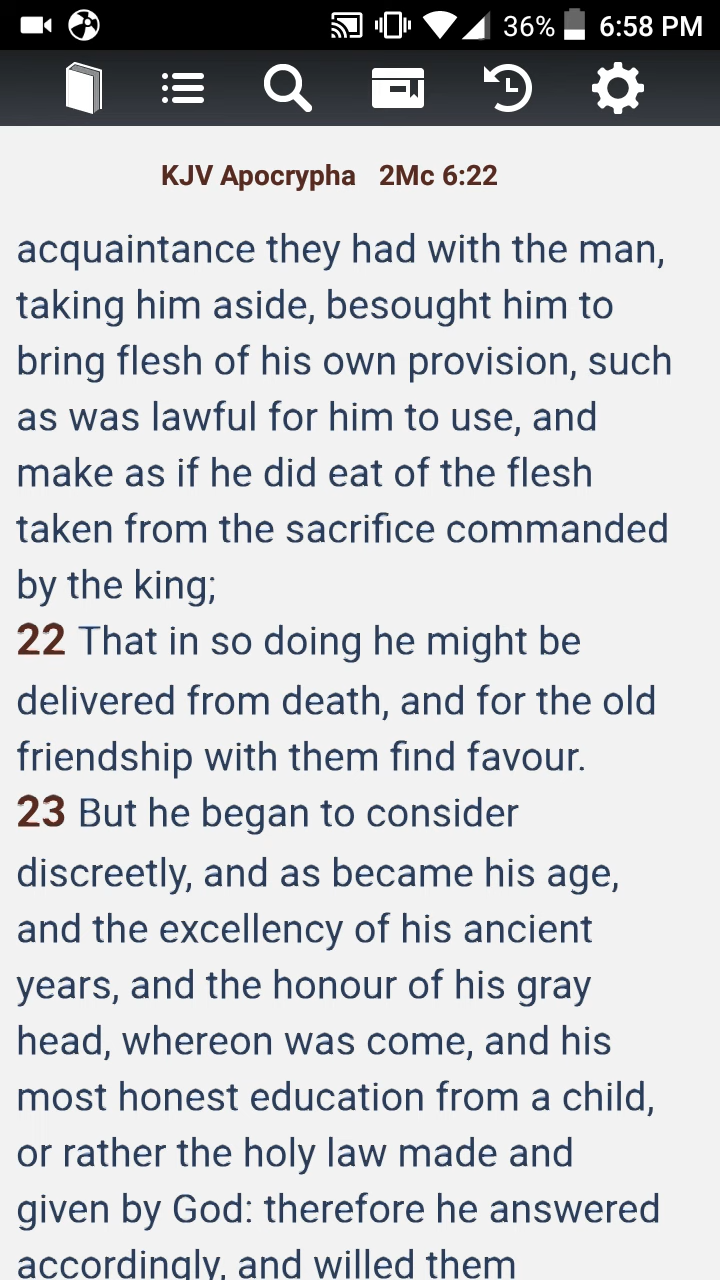 36% 6:58 PM
KJV Apocrypha 2Mc 6:22
acquaintance they had with the man,
taking him aside, besought him to
bring flesh of his own provision, such
as was lawful for him to use, and
make as if he did eat of the flesh
taken from the sacrifice commanded
by the king;
22 That in so doing he might be
delivered from death, and for the old
friendship with them find favour.
23 But he began to consider
discreetly, and as became his age,
and the excellency of his ancient
years, and the honour of his gray
head, whereon was come, and his
most honest education from a child,
or rather the holy law made and
given by God: therefore he answered
accordingly, and willed them